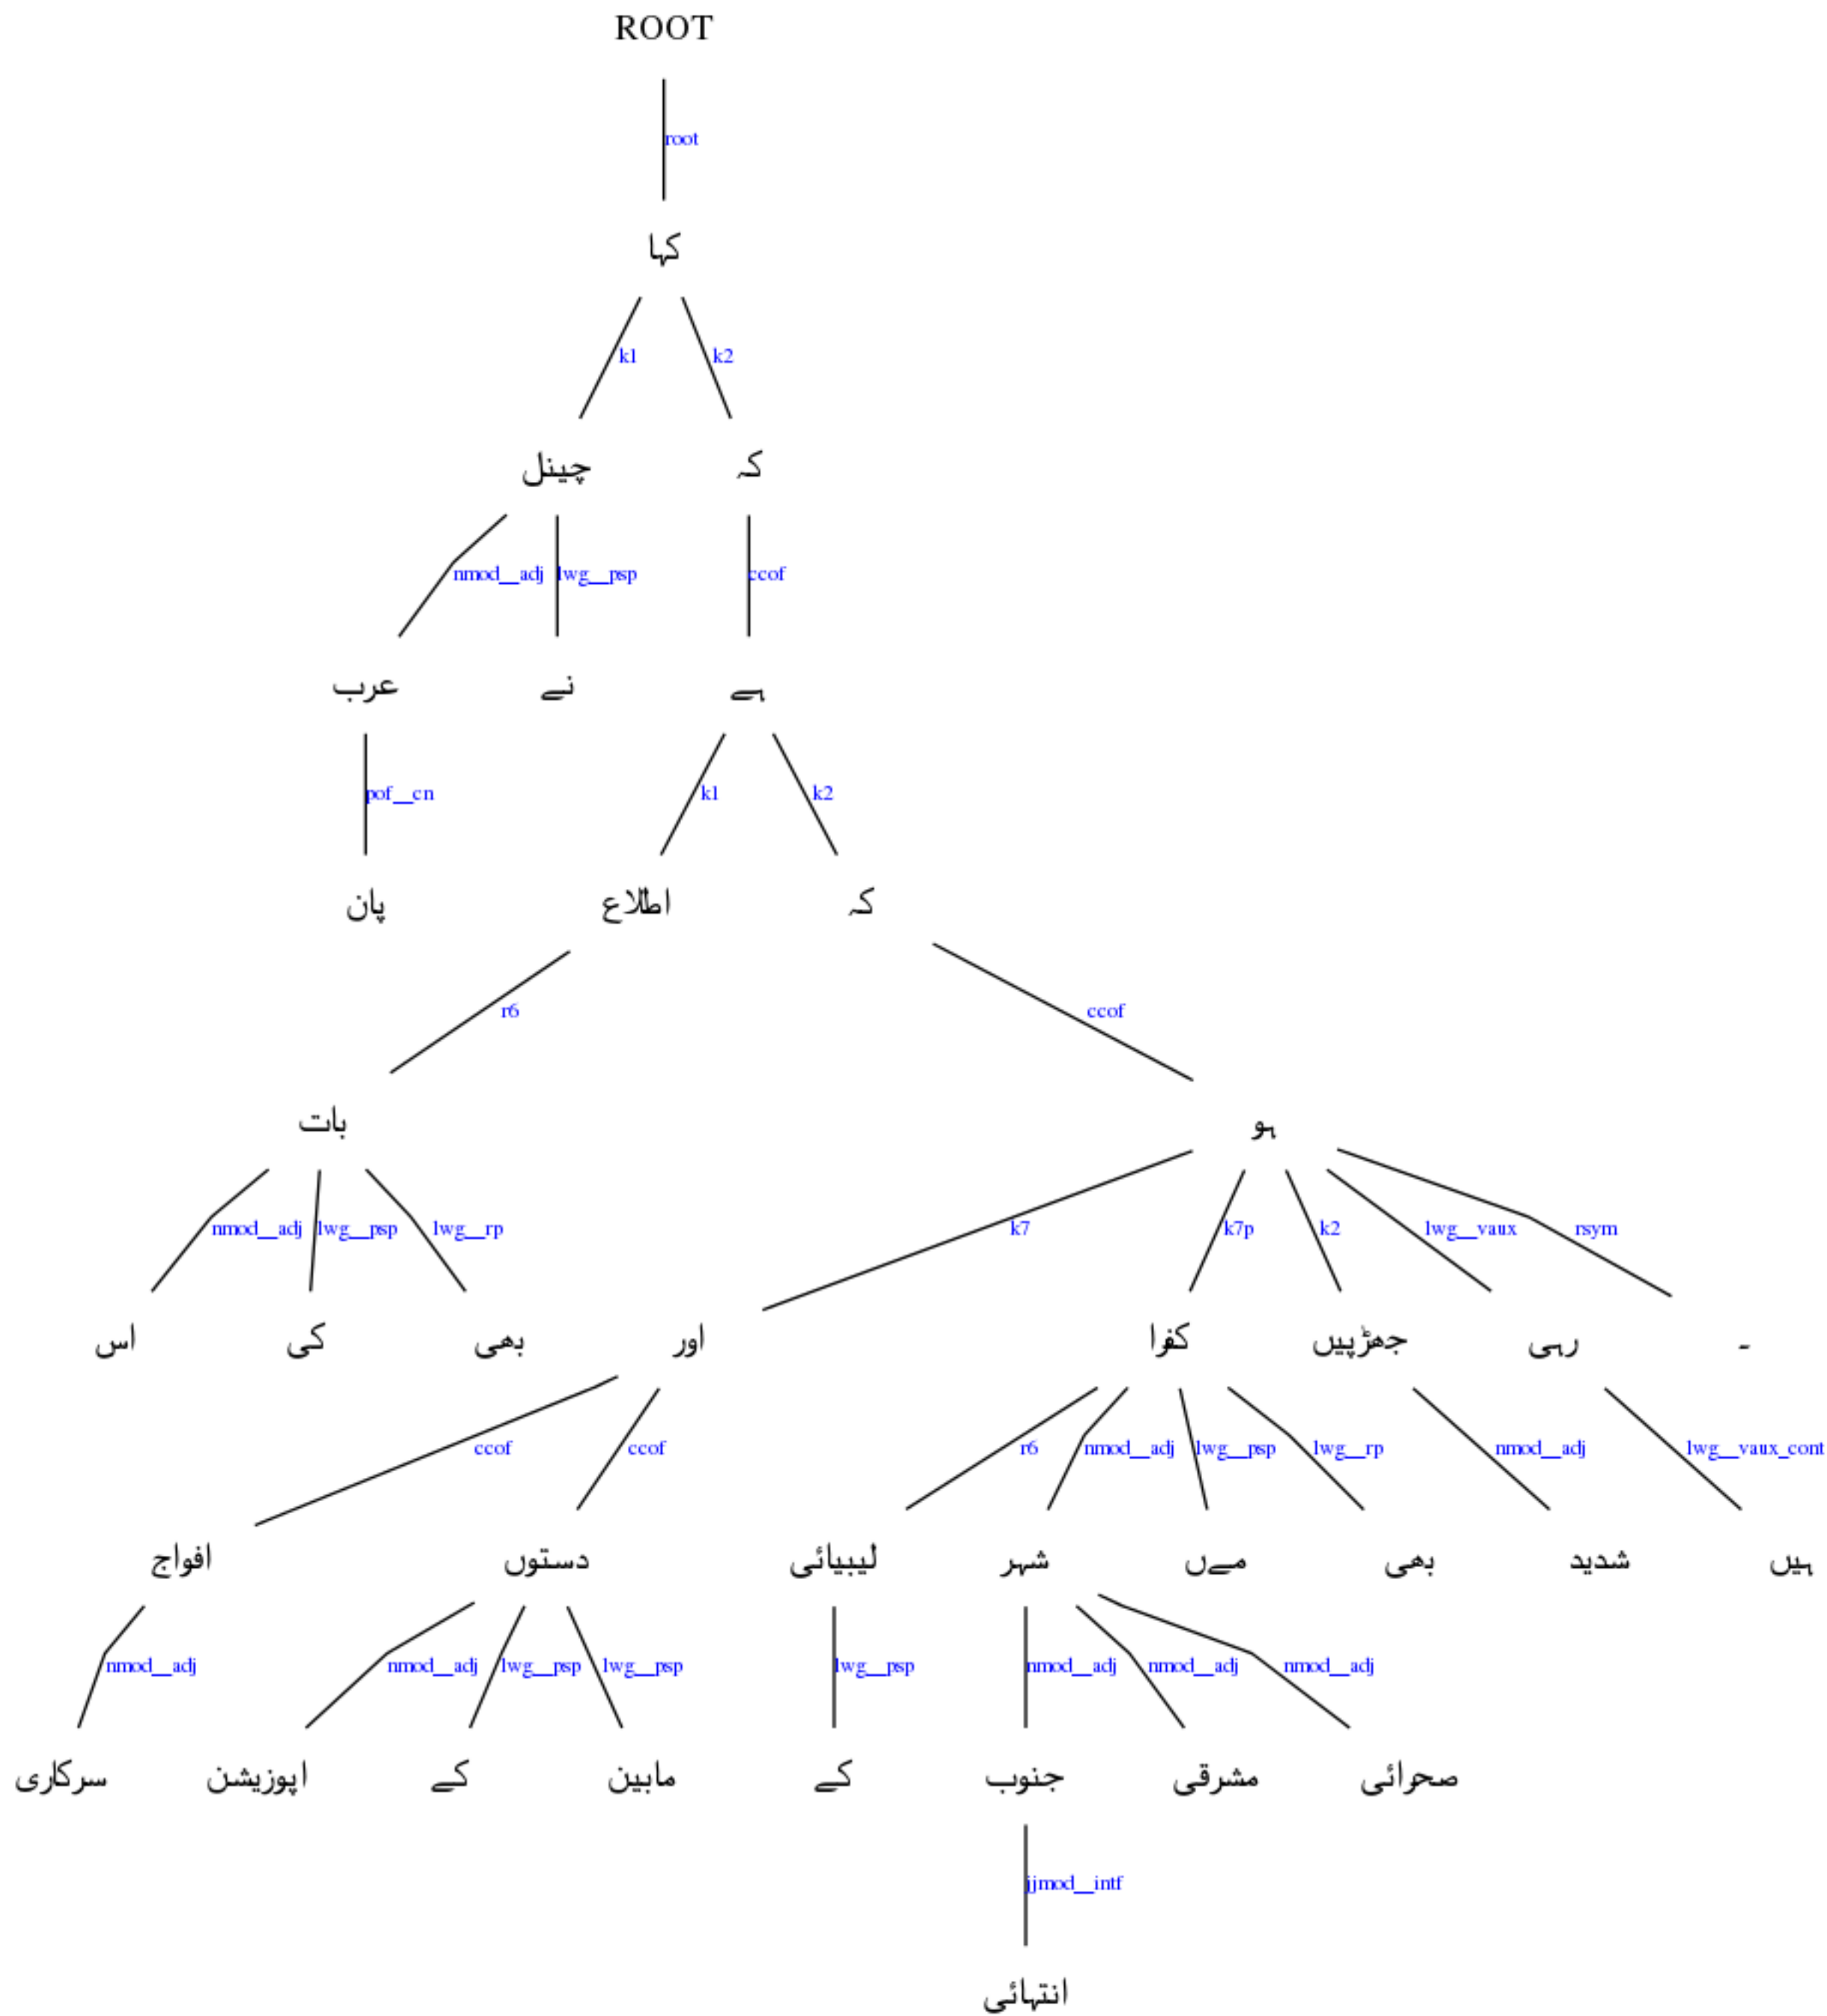 ROOT
root
کہا
k1 k2
چینل کہ
nmod__adj lwg__psp ccof
عرب نے ہے
pof__cn k1 k2
پان اطلاع کہ
r6 ccof
بات ہو
nmod__adj lwg__psp lwg__rp k7 k7p k2 lwg__vaux rsym
اس کی بھی اور کفرا جھڑپیں رہی ۔
ccof ccof r6 nmod__adj lwg__psp lwg__rp nmod__adj lwg__vaux_cont
افواج دستوں لیبیائی شہر مےں بھی شدید ہیں
nmod__adj nmod__adj lwg__psp lwg__psp lwg__psp nmod__adj nmod__adj nmod__adj
سرکاری اپوزیشن کے مابین کے جنوب مشرقی صحرائی
jjmod__intf
انتہائی